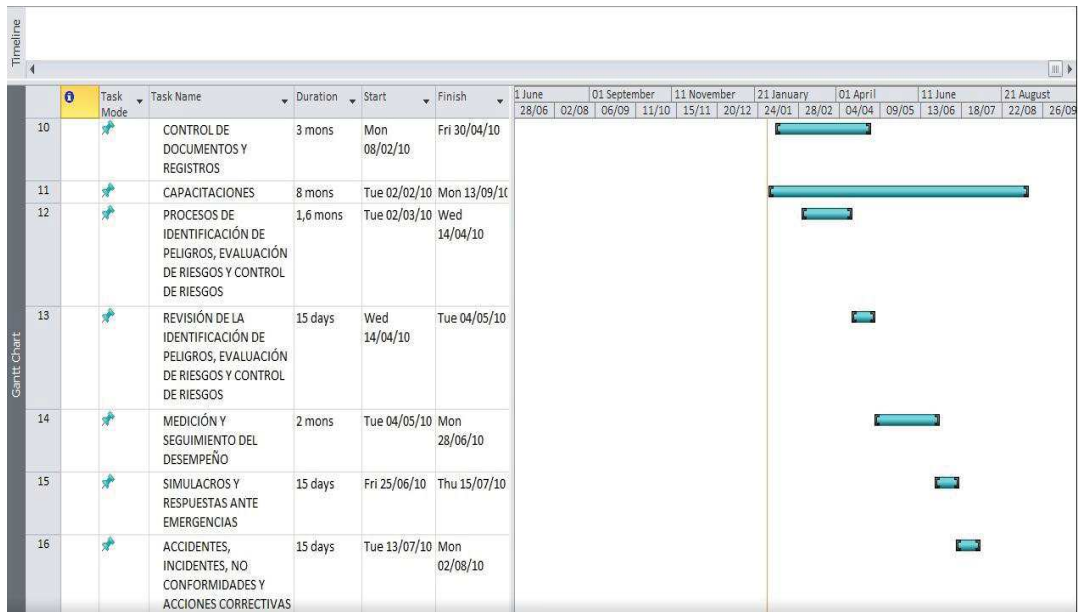 Timeline
Task Mode Task Name Duration Start Finish
1 June 01 September 11 November 21 January 01 April 11 June 21 August
28/06 02/08 06/09 11/10 15/11 20/12 24/01 28/02 04/04 09/05 13/06 18/07 22/08 26/09
Gantt Chart
10 CONTROL DE 3 mons Mon Fri 30/04/10
DOCUMENTOS Y 08/02/10
REGISTROS
11 CAPACITACIONES 8 mons Tue 02/02/10 Mon 13/09/10
12 PROCESOS DE 1,6 mons Tue 02/03/10 Wed
IDENTIFICACIÓN DE 14/04/10
PELIGROS, EVALUACIÓN
DE RIESGOS Y CONTROL
DE RIESGOS
13 REVISIÓN DE LA 15 days Wed Tue 04/05/10
IDENTIFICACIÓN DE 14/04/10
PELIGROS, EVALUACIÓN
DE RIESGOS Y CONTROL
DE RIESGOS
14 MEDICIÓN Y 2 mons Tue 04/05/10 Mon
SEGUIMIENTO DEL 28/06/10
DESEMPEÑO
15 SIMULACROS Y 15 days Fri 25/06/10 Thu 15/07/10
RESPUESTAS ANTE
EMERGENCIAS
16 ACCIDENTES, 15 days Tue 13/07/10 Mon
INCIDENTES, NO 02/08/10
CONFORMIDADES Y
ACCIONES CORRECTIVAS